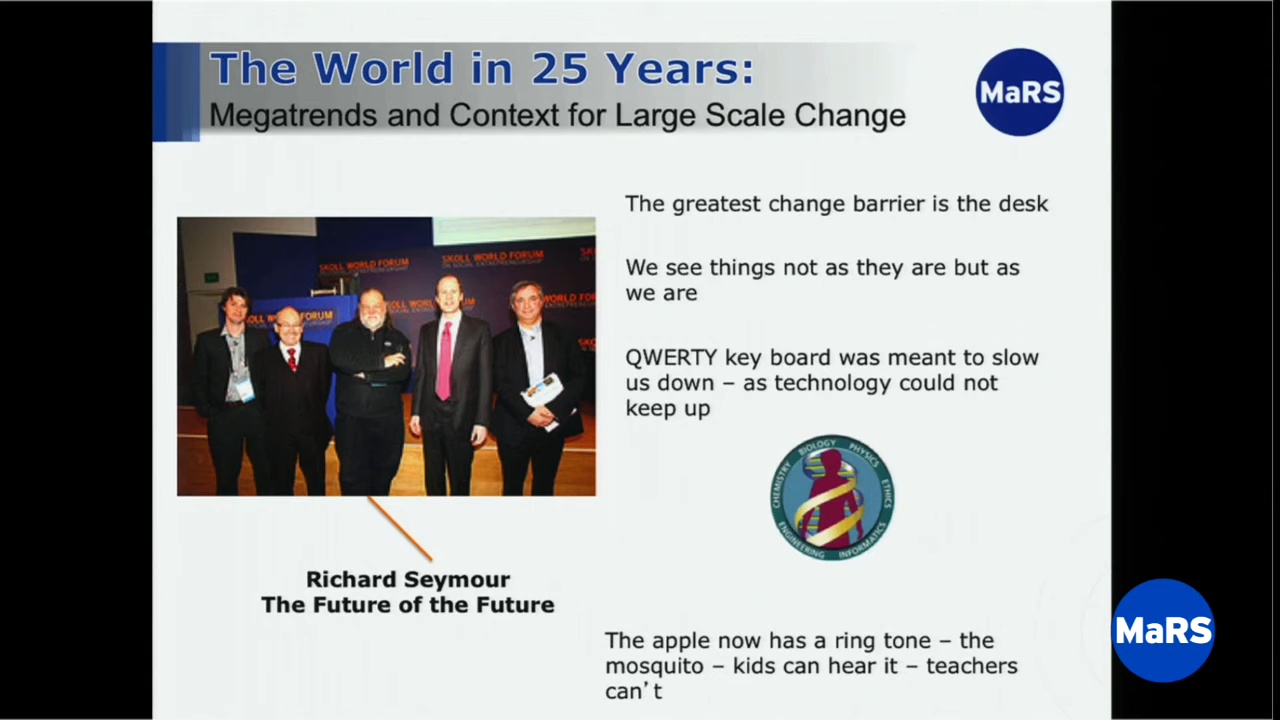 The World in 25 Years:
Megatrends and Context for Large Scale Change
MaRS
The greatest change barrier is the desk
We see things not as they are but as
we are
QWERTY key board was meant to slow
us down – as technology could not
keep up
SKOLL WORLD FORUM
SKOLL WORLD FORUM
ON SOCIAL ENTREPRENEURSHIP
CHEMISTRY BIOLOGY PHYSICS ETHICS
ENGINEERING INFORMATICS
Richard Seymour
The Future of the Future
The apple now has a ring tone – the
mosquito – kids can hear it – teachers
can’t
MaRS